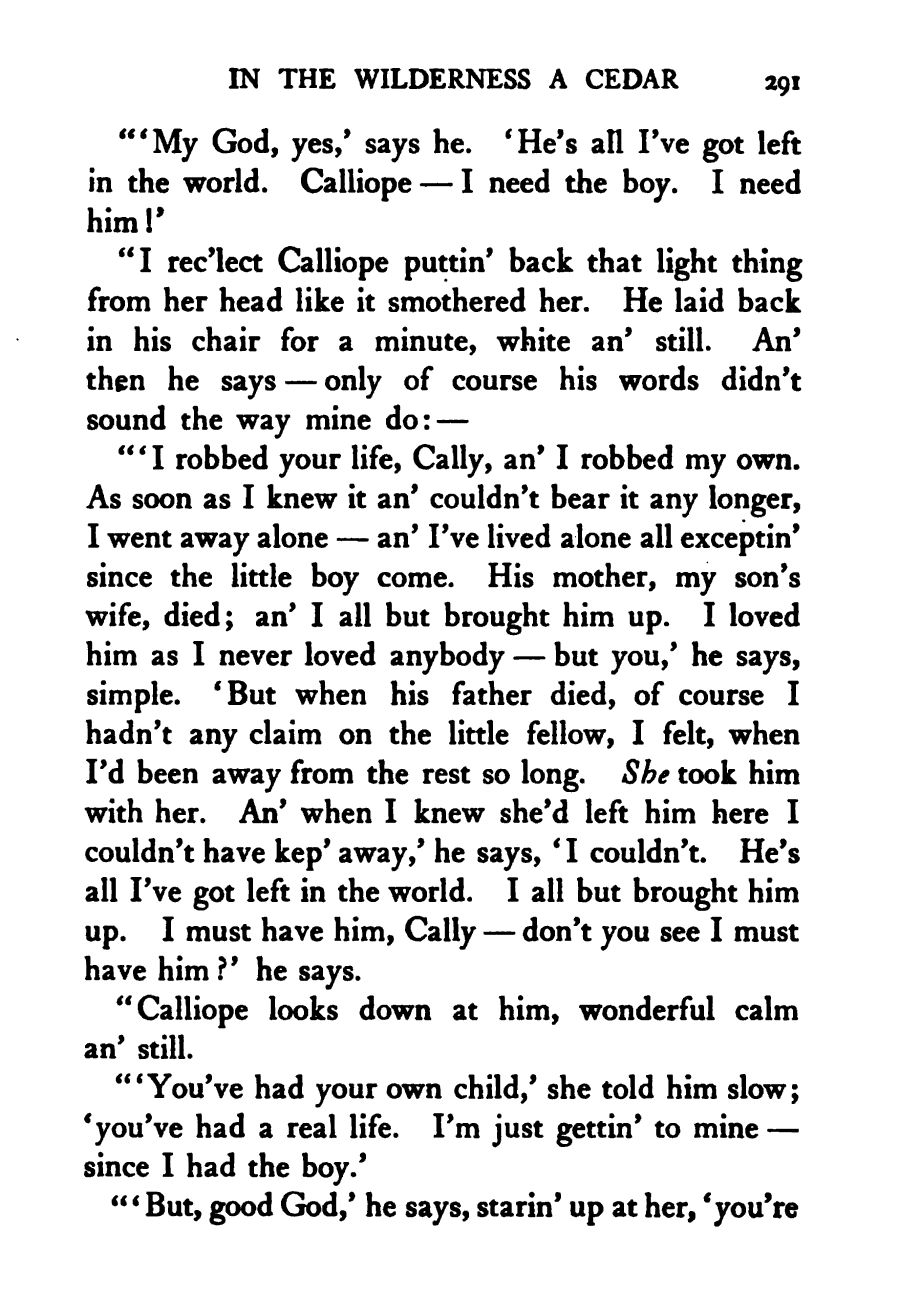 IN THE WILDERNESS A CEDAR 291
"'My God, yes,' says he. 'He's all I've got left
in the world. Calliope — I need the boy. I need
him!'
"I rec'lect Calliope puttin' back that light thing
from her head like it smothered her. He laid back
in his chair for a minute, white an' still. An'
then he says — only of course his words didn't
sound the way mine do: —
"'I robbed your life, Cally, an' I robbed my own.
As soon as I knew it an' couldn't bear it any longer,
I went away alone — an' I've lived alone all exceptin'
since the little boy come. His mother, my son's
wife, died; an' I all but brought him up. I loved
him as I never loved anybody — but you,' he says,
simple. 'But when his father died, of course I
hadn't any claim on the little fellow, I felt, when
I'd been away from the rest so long. She took him
with her. An' when I knew she'd left him here I
couldn't have kep' away,' he says, 'I couldn't. He's
all I've got left in the world. I all but brought him
up. I must have him, Cally — don't you see I must
have him?' he says.
"Calliope looks down at him, wonderful calm
an' still.
"'You've had your own child,' she told him slow;
'you've had a real life. I'm just gettin' to mine —
since I had the boy.'
"'But, good God,' he says, starin' up at her, 'you're